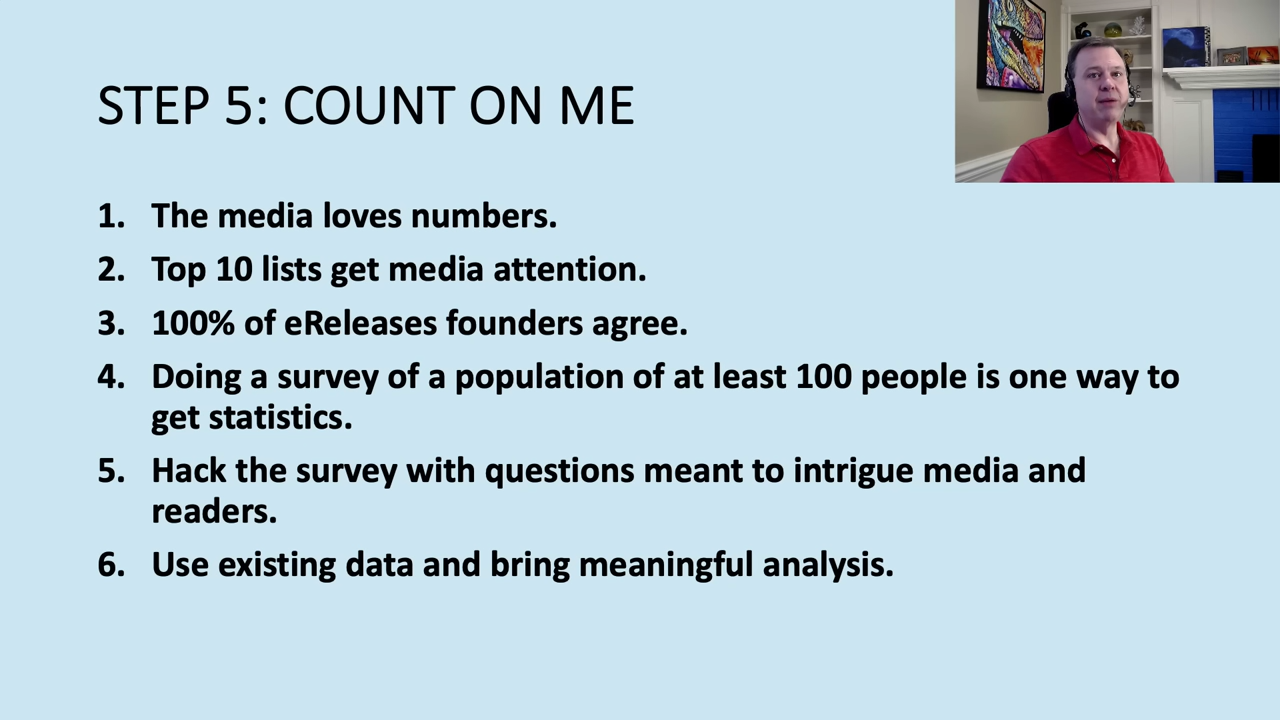 STEP 5: COUNT ON ME
1. The media loves numbers.
2. Top 10 lists get media attention.
3. 100% of eReleases founders agree.
4. Doing a survey of a population of at least 100 people is one way to
get statistics.
5. Hack the survey with questions meant to intrigue media and
readers.
6. Use existing data and bring meaningful analysis.